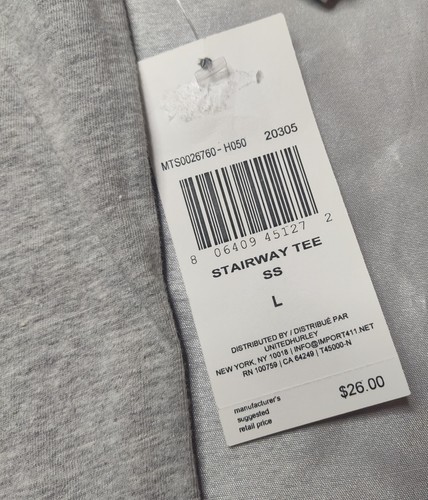 MTS0026760-H050 20305
8 06409 45127 2
STAIRWAY TEE
SS
L
DISTRIBUTED BY / DISTRIBUÉ PAR
UNITEDHURLEY
NEW YORK, NY 10018 | INFO@IMPORT411.NET
RN 100759 | CA 64249 | T45000-N
manufacturer's
suggested
retail price
$26.00